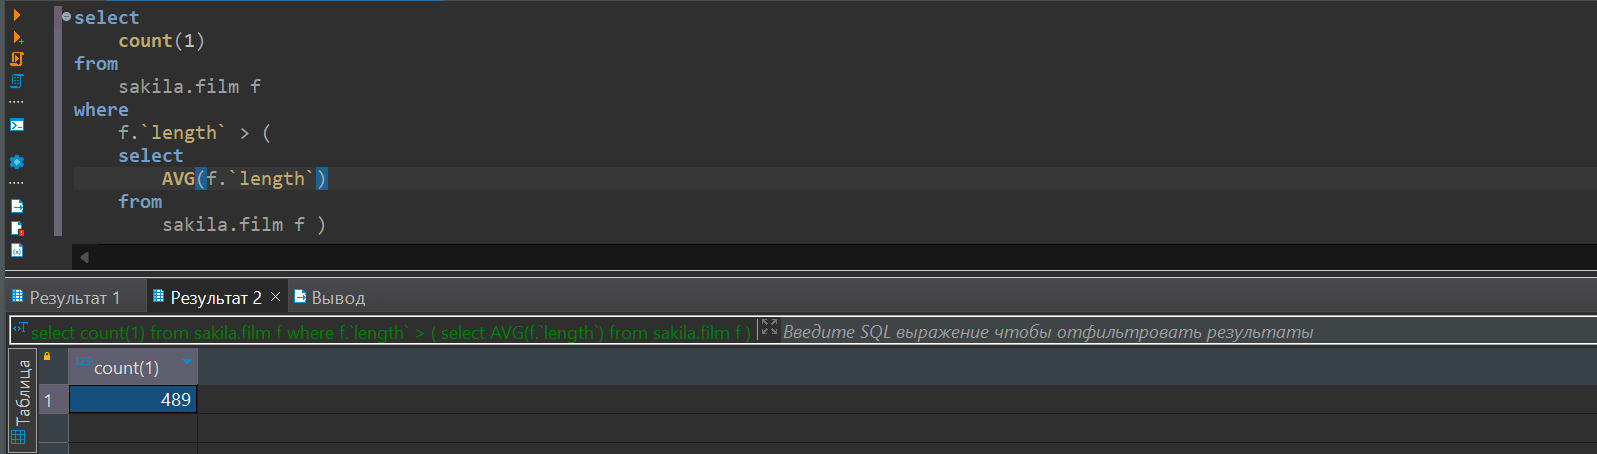 select
count(1)
from
sakila.film f
where
f.`length` > (
select
AVG(f.`length`)
from
sakila.film f )
Результат 1
Результат 2
Вывод
select count(1) from sakila.film f where f.`length` > ( select AVG(f.`length`) from sakila.film f )
Введите SQL выражение чтобы отфильтровать результаты
Таблица
123 count(1)
1
489